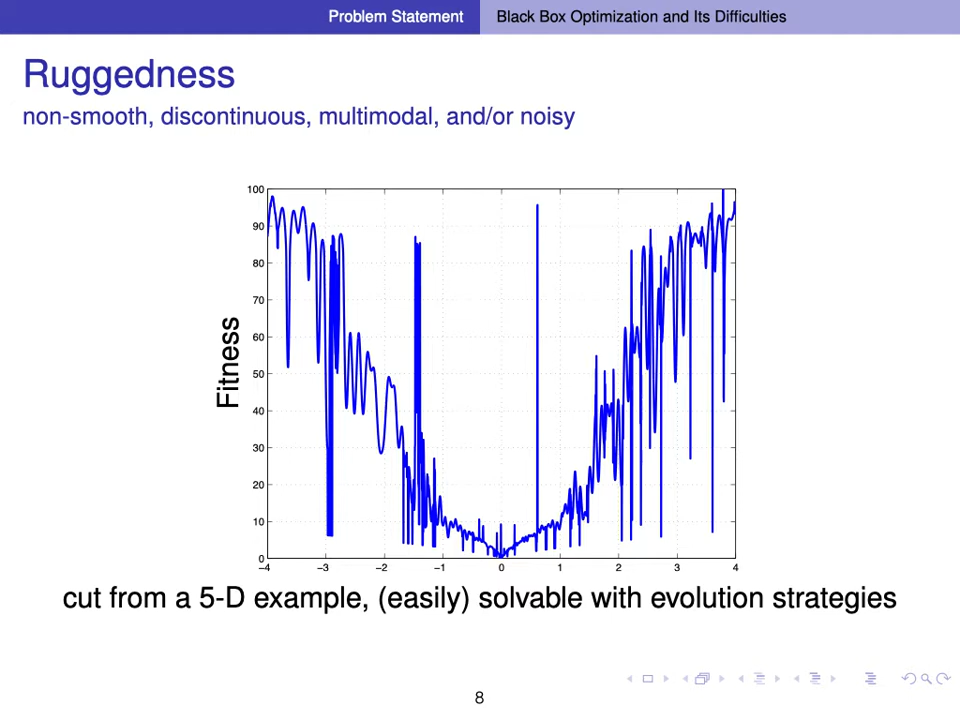 Problem Statement
Black Box Optimization and Its Difficulties
Ruggedness
non-smooth, discontinuous, multimodal, and/or noisy
100
90
80
70
60
50
40
30
20
10
0
Fitness
−4 −3 −2 −1 0 1 2 3 4
cut from a 5-D example, (easily) solvable with evolution strategies
8